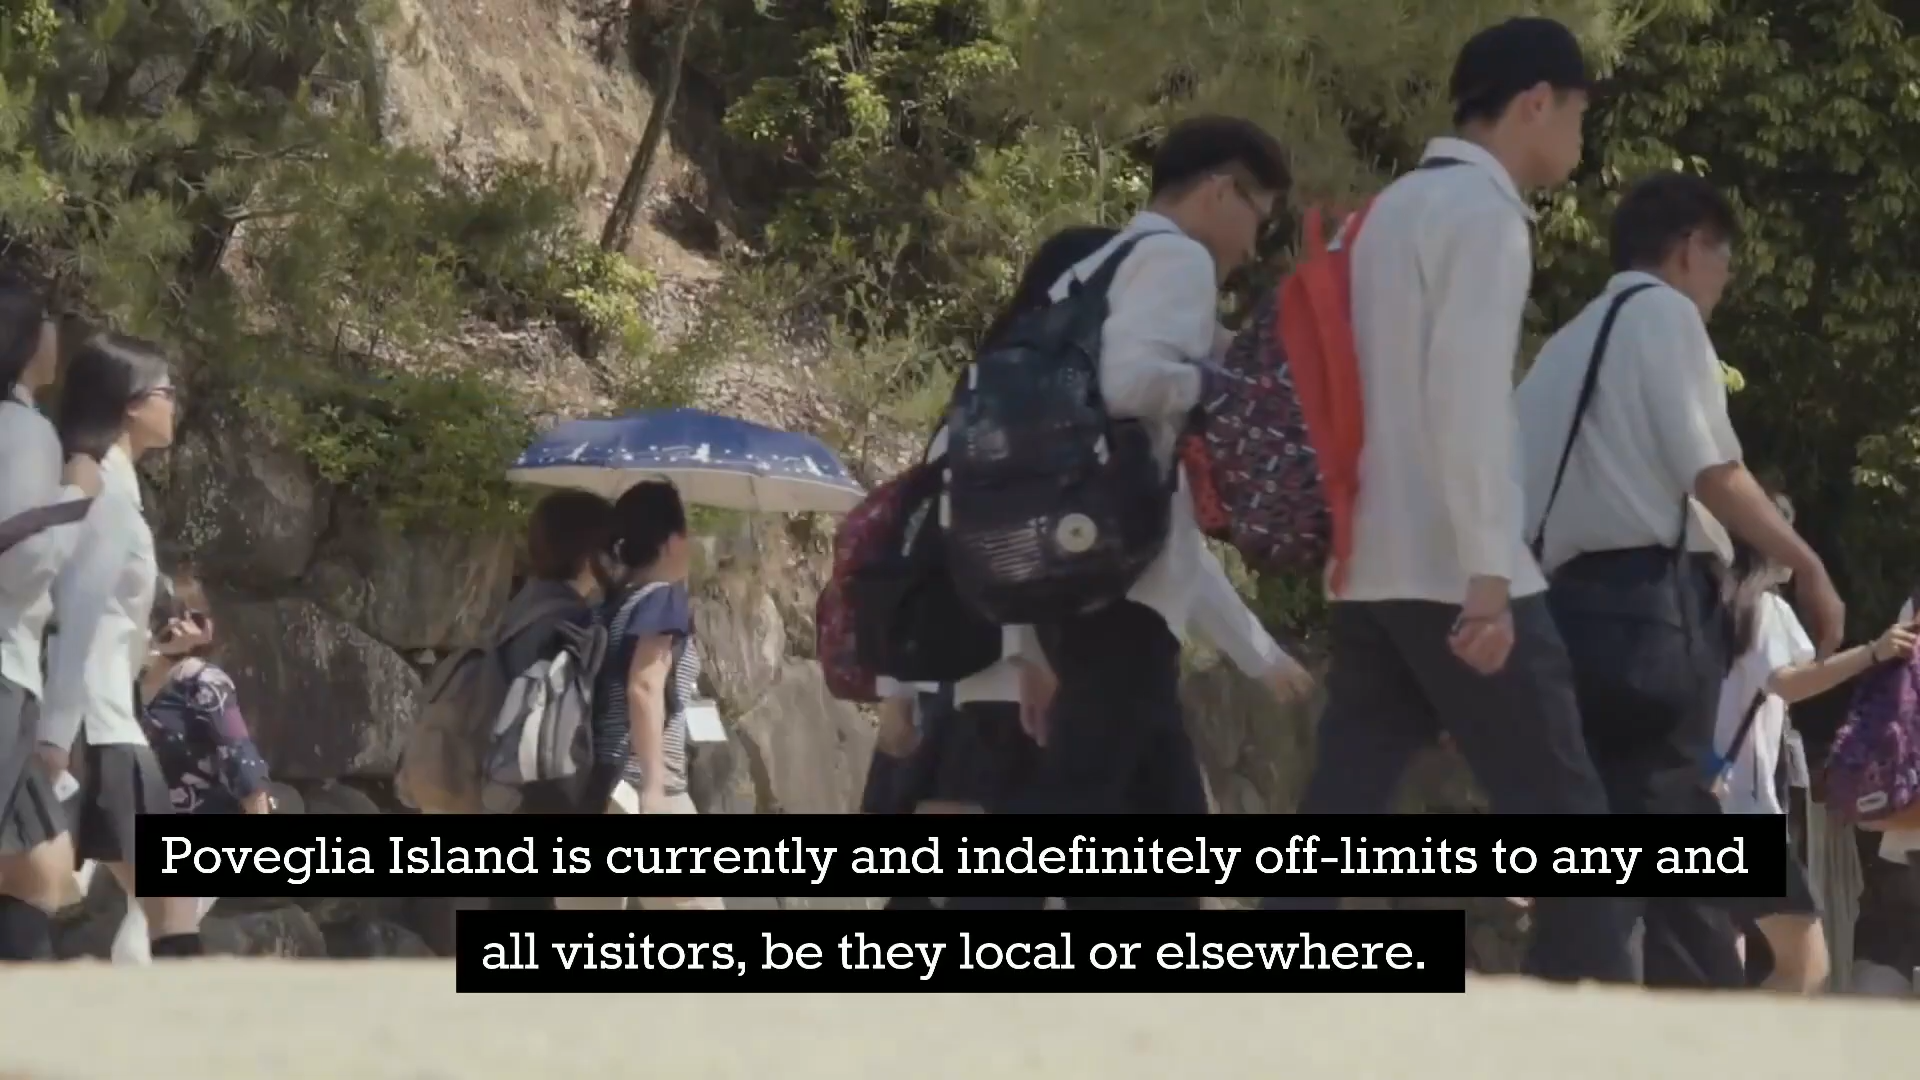 Poveglia Island is currently and indefinitely off-limits to any and
all visitors, be they local or elsewhere.